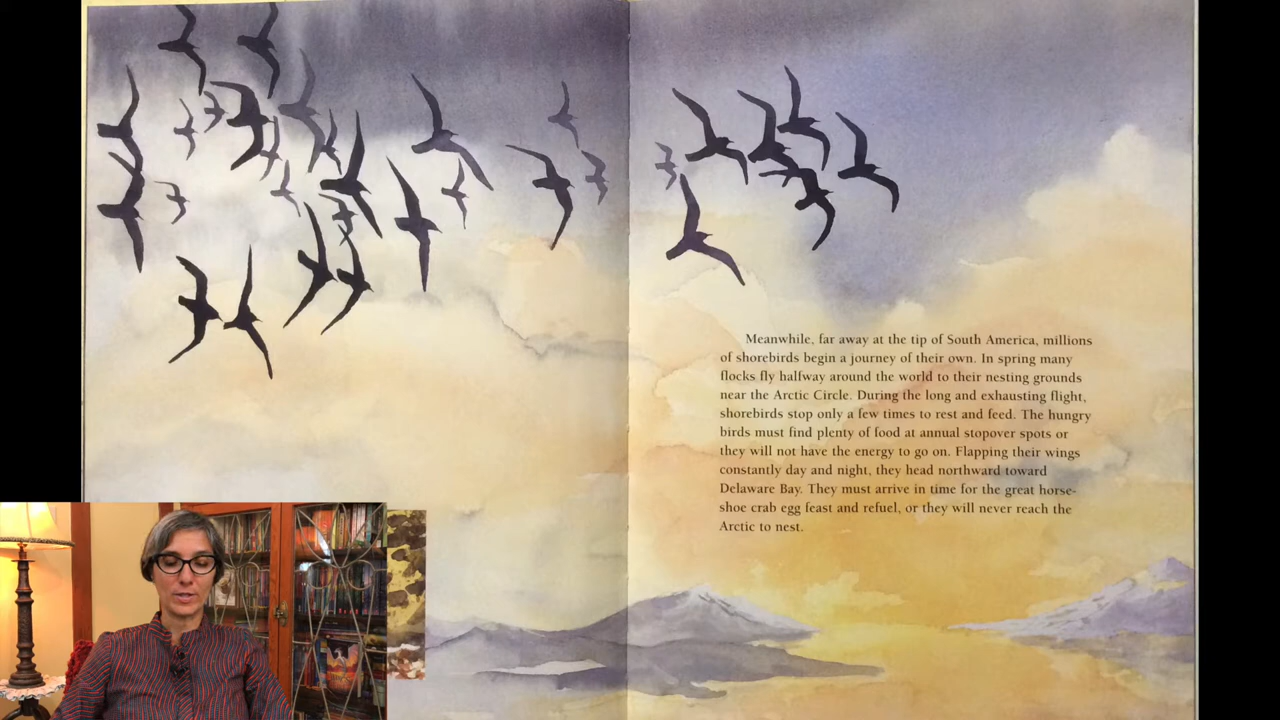 Meanwhile, far away at the tip of South America, millions
of shorebirds begin a journey of their own. In spring many
flocks fly halfway around the world to their nesting grounds
near the Arctic Circle. During the long and exhausting flight,
shorebirds stop only a few times to rest and feed. The hungry
birds must find plenty of food at annual stopover spots or
they will not have the energy to go on. Flapping their wings
constantly day and night, they head northward toward
Delaware Bay. They must arrive in time for the great horse-
shoe crab egg feast and refuel, or they will never reach the
Arctic to nest.